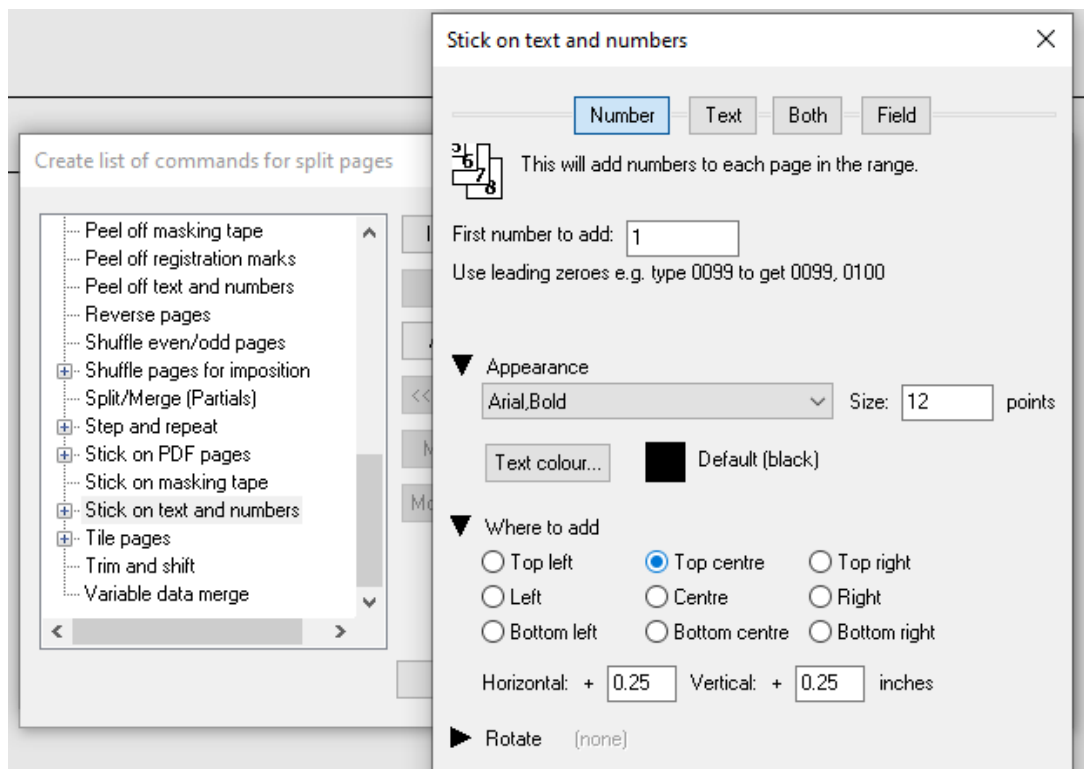 Stick on text and numbers
Number Text Both Field
This will add numbers to each page in the range.
First number to add: 1
Use leading zeroes e.g. type 0099 to get 0099, 0100
Appearance
Arial,Bold Size: 12 points
Text colour... Default (black)
Where to add
Top left Top centre Top right
Left Centre Right
Bottom left Bottom centre Bottom right
Horizontal: + 0.25 Vertical: + 0.25 inches
Rotate (none)
Create list of commands for split pages
Peel off masking tape
Peel off registration marks
Peel off text and numbers
Reverse pages
Shuffle even/odd pages
Shuffle pages for imposition
Split/Merge (Partials)
Step and repeat
Stick on PDF pages
Stick on masking tape
Stick on text and numbers
Tile pages
Trim and shift
Variable data merge
<<